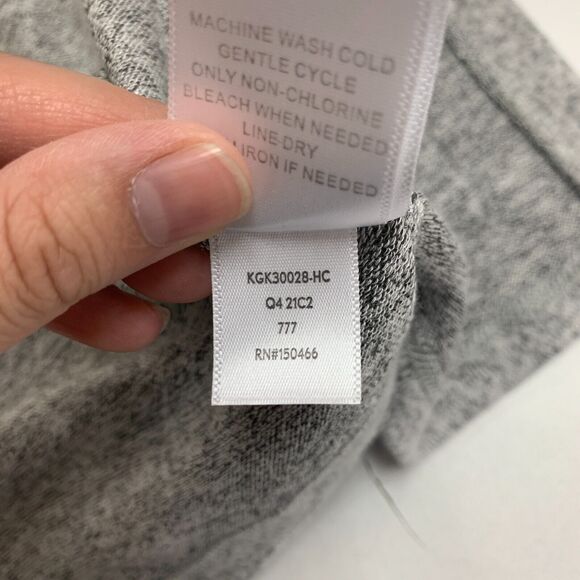 MACHINE WASH COLD
GENTLE CYCLE
ONLY NON-CHLORINE
BLEACH WHEN NEEDED
LINE DRY
IRON IF NEEDED
KGK30028-HC
Q4 21C2
777
RN#150466